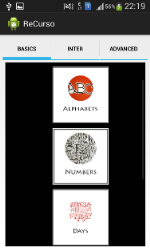 55% 22:19
ReCurso
BASICS INTER ADVANCED
ABC
ALPHABETS
NUMBERS
DAYS